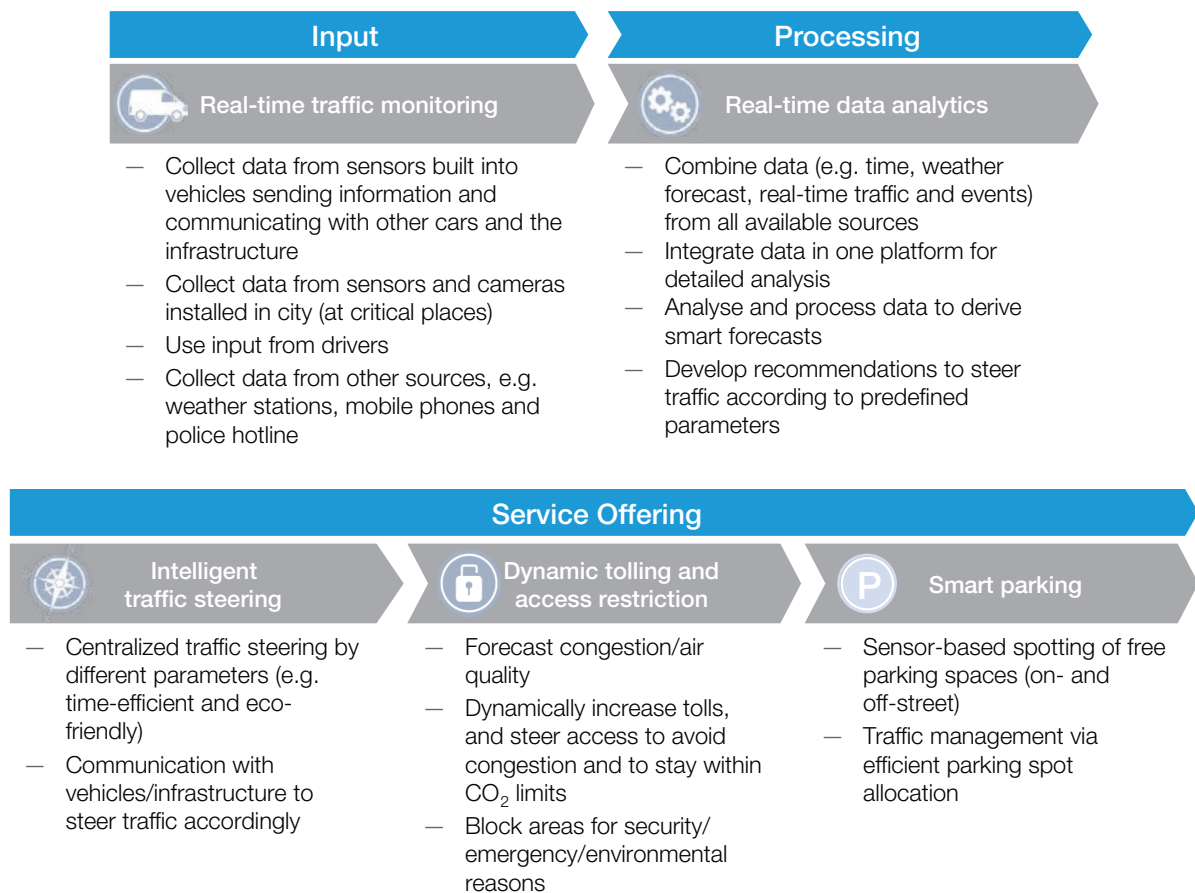 Input
Real-time traffic monitoring
— Collect data from sensors built into
vehicles sending information and
communicating with other cars and the
infrastructure
— Collect data from sensors and cameras
installed in city (at critical places)
— Use input from drivers
— Collect data from other sources, e.g.
weather stations, mobile phones and
police hotline
Processing
Real-time data analytics
— Combine data (e.g. time, weather
forecast, real-time traffic and events)
from all available sources
— Integrate data in one platform for
detailed analysis
— Analyse and process data to derive
smart forecasts
— Develop recommendations to steer
traffic according to predefined
parameters
Service Offering
Intelligent
traffic steering
— Centralized traffic steering by
different parameters (e.g.
time-efficient and eco-
friendly)
— Communication with
vehicles/infrastructure to
steer traffic accordingly
Dynamic tolling and
access restriction
— Forecast congestion/air
quality
— Dynamically increase tolls,
and steer access to avoid
congestion and to stay within
CO₂ limits
— Block areas for security/
emergency/environmental
reasons
P
Smart parking
— Sensor-based spotting of free
parking spaces (on- and
off-street)
— Traffic management via
efficient parking spot
allocation